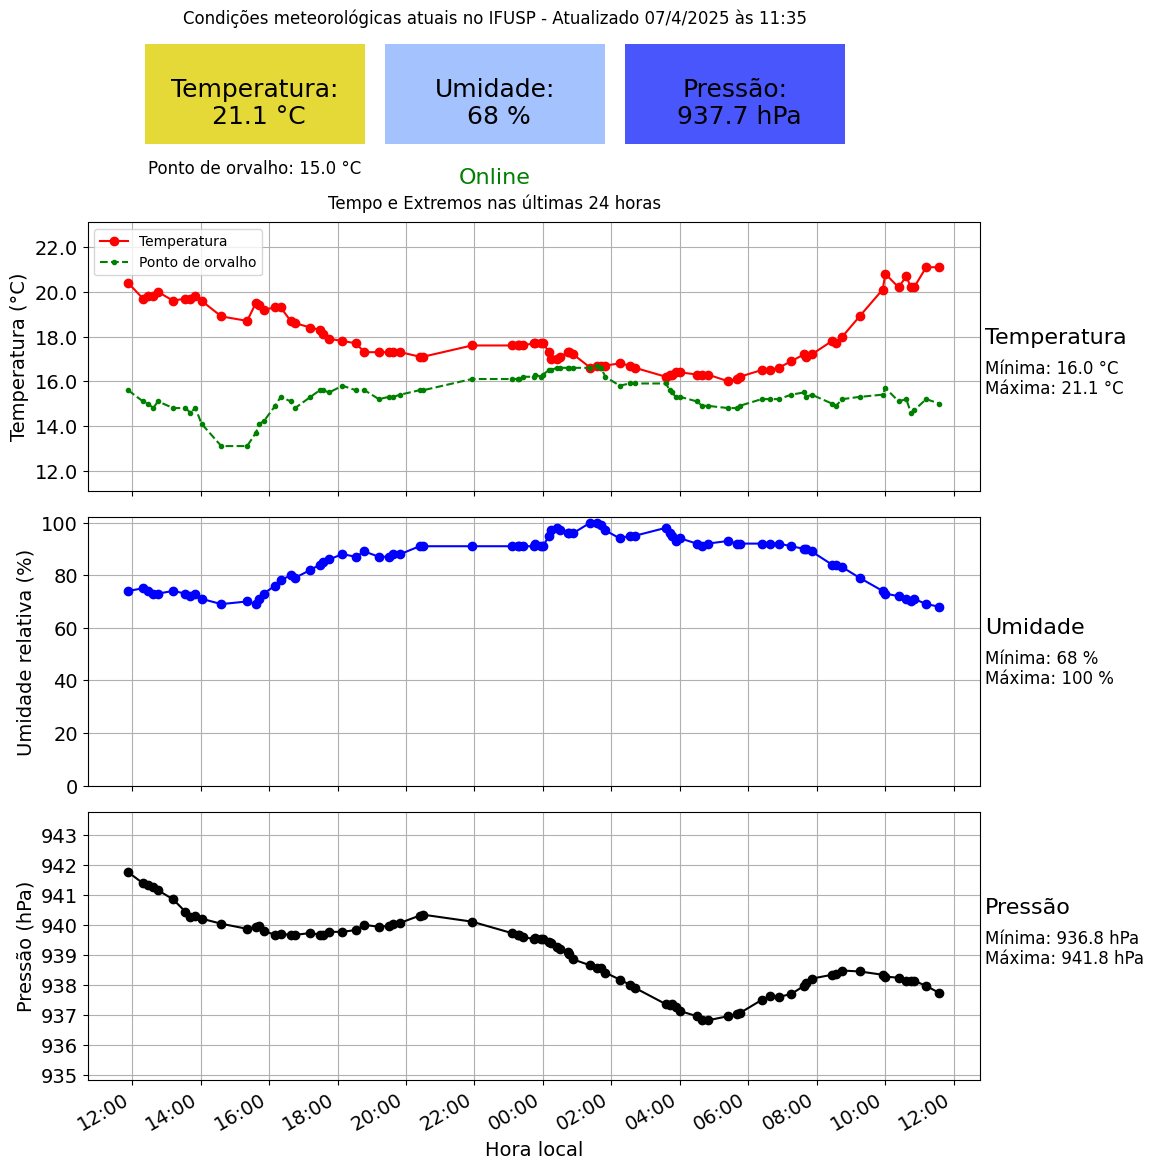 Condições meteorológicas atuais no IFUSP - Atualizado 07/4/2025 às 11:35
Temperatura:
21.1 °C
Umidade:
68 %
Pressão:
937.7 hPa
Ponto de orvalho: 15.0 °C
Online
Tempo e Extremos nas últimas 24 horas
Temperatura (°C)
22.0
20.0
18.0
16.0
14.0
12.0
Temperatura
Ponto de orvalho
Temperatura
Mínima: 16.0 °C
Máxima: 21.1 °C
Umidade relativa (%)
100
80
60
40
20
0
Umidade
Mínima: 68 %
Máxima: 100 %
Pressão (hPa)
943
942
941
940
939
938
937
936
935
Pressão
Mínima: 936.8 hPa
Máxima: 941.8 hPa
12:00 14:00 16:00 18:00 20:00 22:00 00:00 02:00 04:00 06:00 08:00 10:00 12:00
Hora local